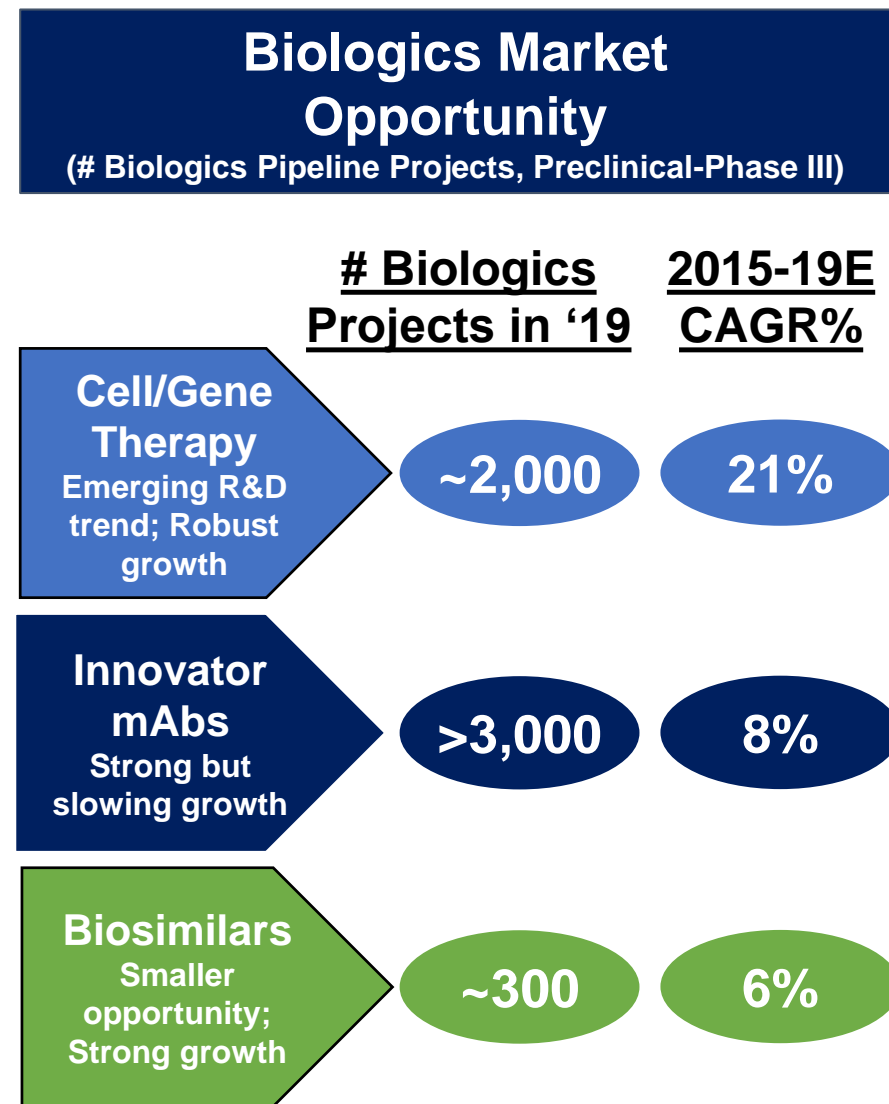 Biologics Market
Opportunity
(# Biologics Pipeline Projects, Preclinical-Phase III)
# Biologics
Projects in ‘19
2015-19E
CAGR%
Cell/Gene
Therapy
Emerging R&D
trend; Robust
growth
~2,000
21%
Innovator
mAbs
Strong but
slowing growth
>3,000
8%
Biosimilars
Smaller
opportunity;
Strong growth
~300
6%